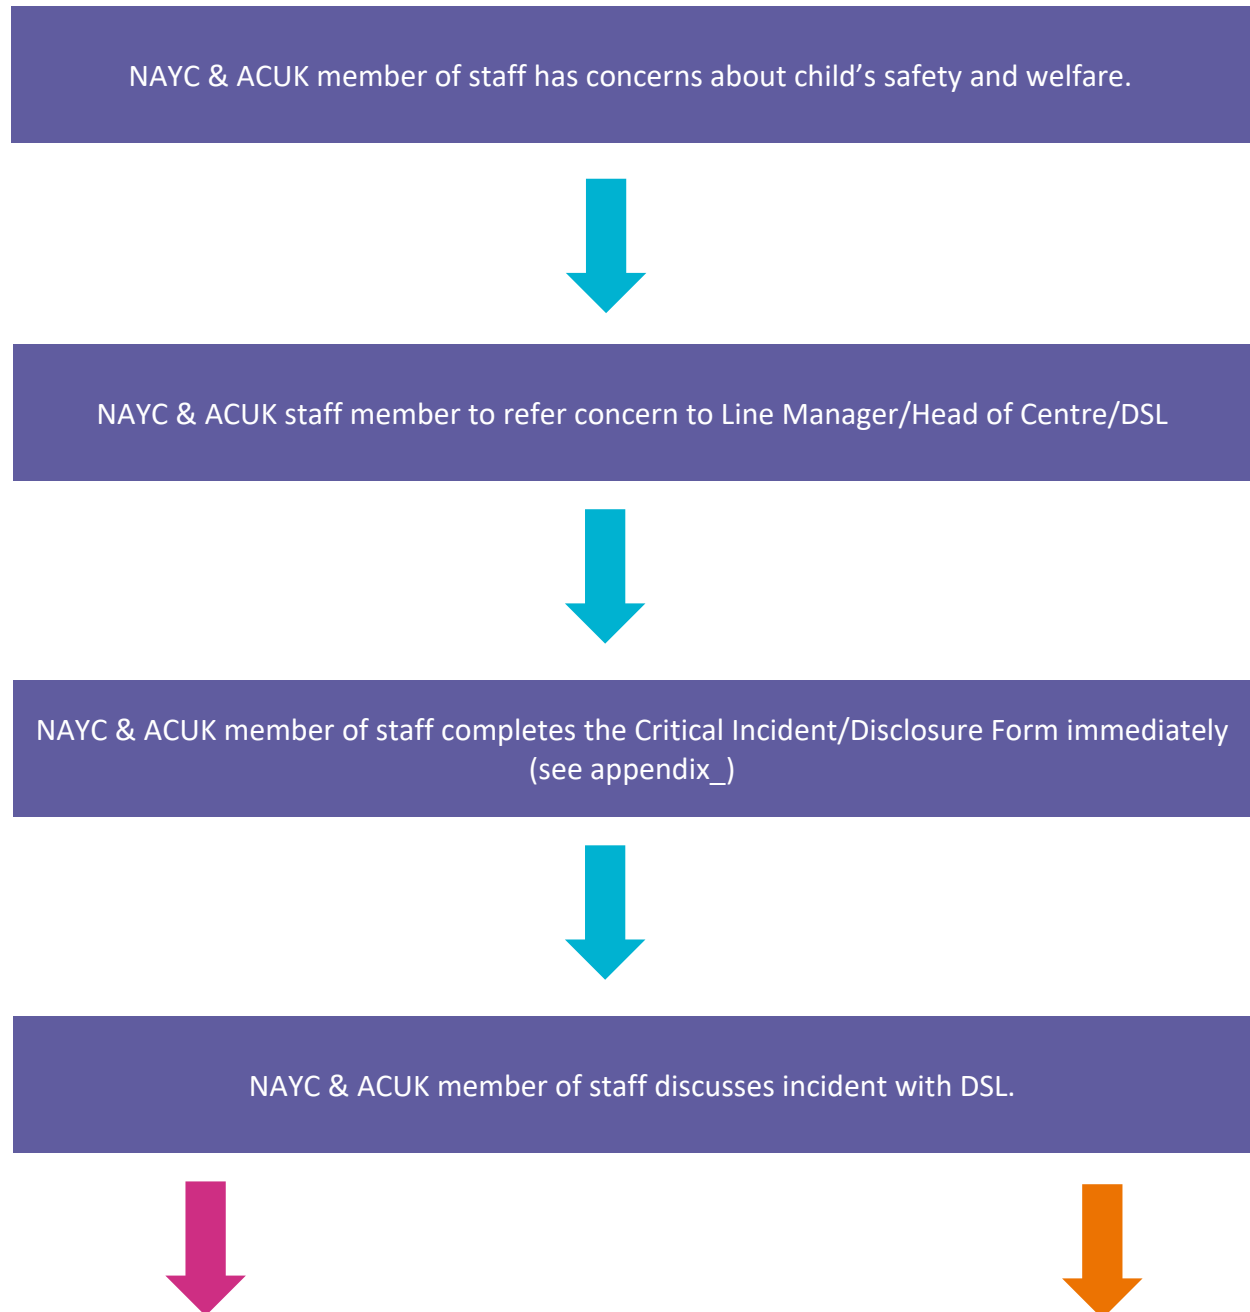 NAYC & ACUK member of staff has concerns about child’s safety and welfare.
NAYC & ACUK staff member to refer concern to Line Manager/Head of Centre/DSL
NAYC & ACUK member of staff completes the Critical Incident/Disclosure Form immediately
(see appendix_)
NAYC & ACUK member of staff discusses incident with DSL.